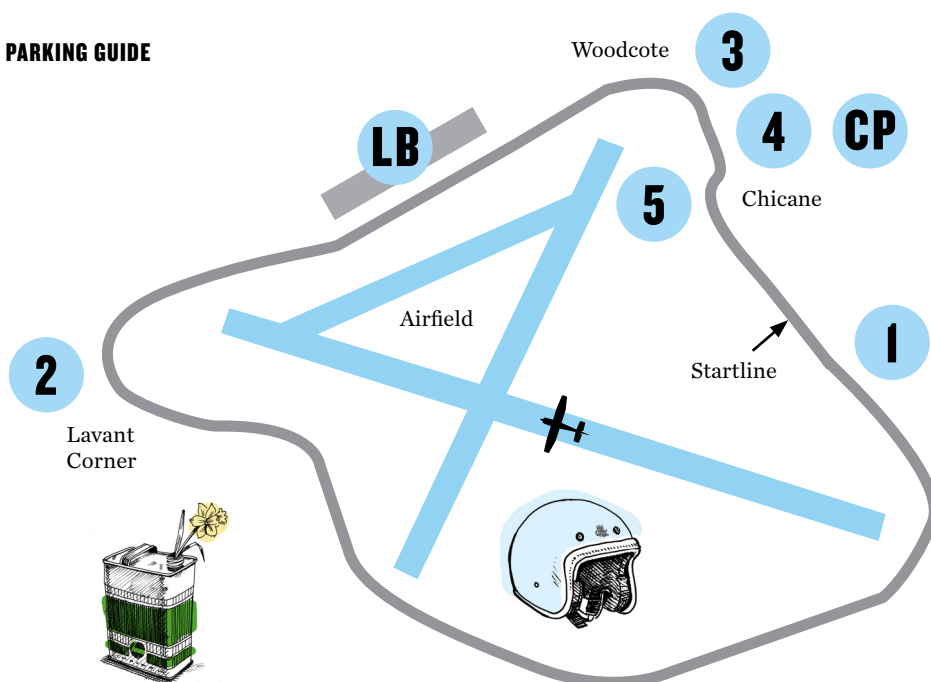 PARKING GUIDE
Woodcote
3
4
CP
LB
5
Chicane
Airfield
1
Startline
2
Lavant
Corner